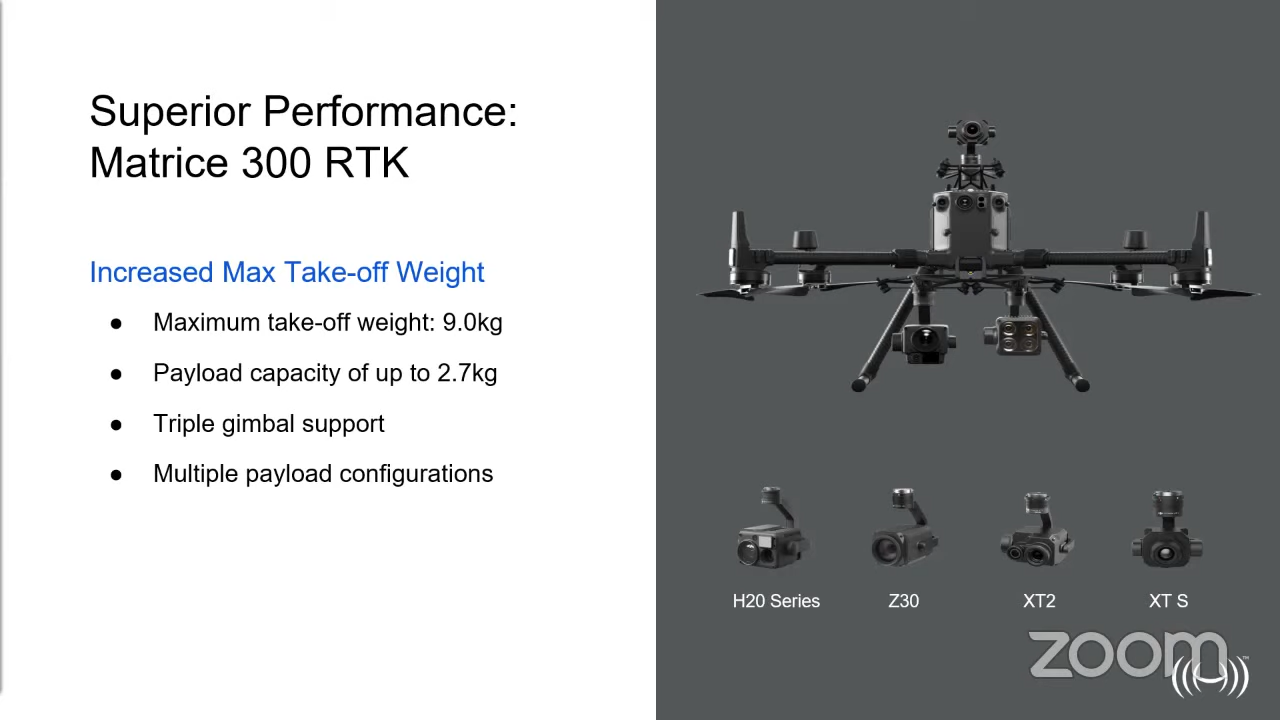 Superior Performance:
Matrice 300 RTK
Increased Max Take-off Weight
● Maximum take-off weight: 9.0kg
● Payload capacity of up to 2.7kg
● Triple gimbal support
● Multiple payload configurations
H20 Series
Z30
XT2
XT S
zoom
TM